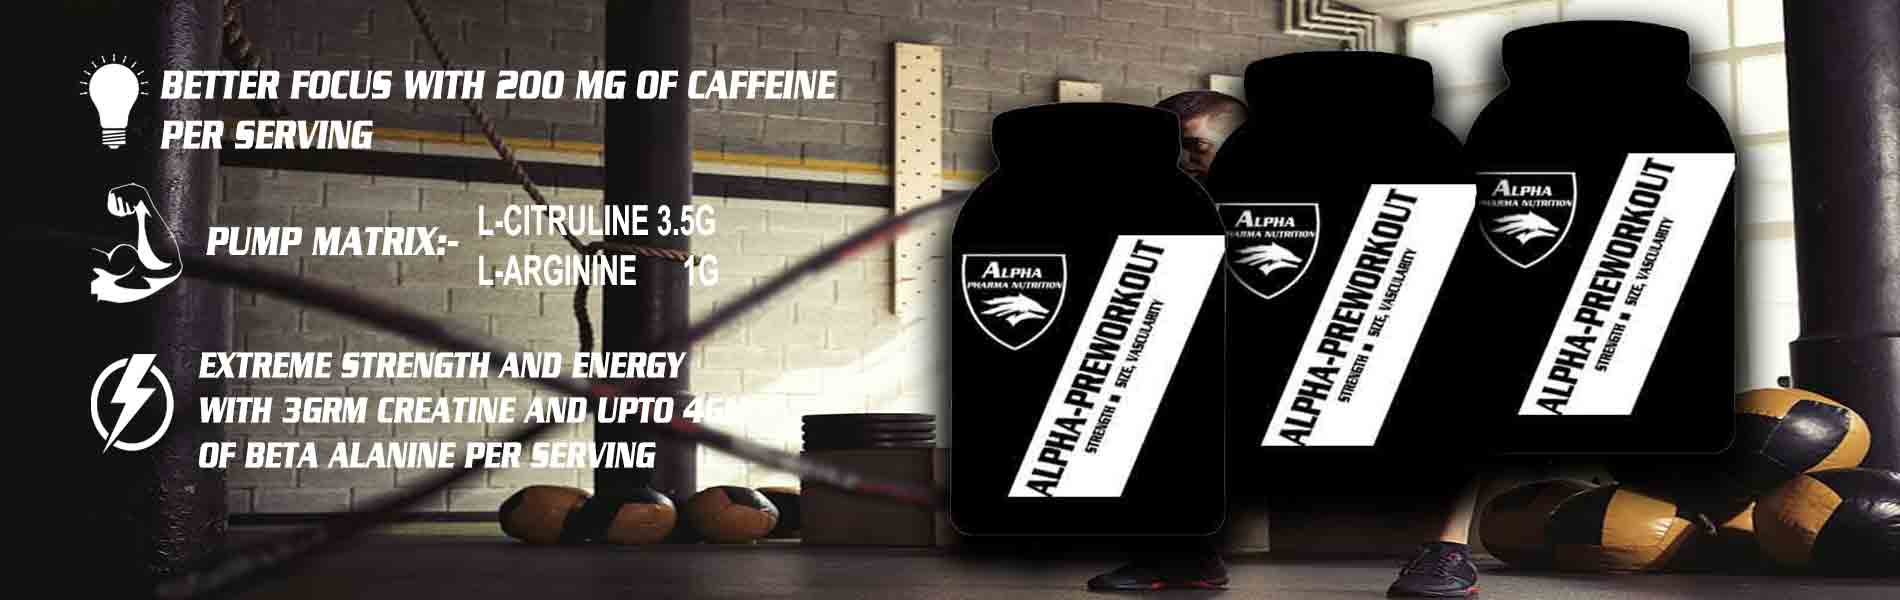 BETTER FOCUS WITH 200 MG OF CAFFEINE
PER SERVING
PUMP MATRIX:-
L-CITRULINE 3.5G
L-ARGININE 1G
EXTREME STRENGTH AND ENERGY
WITH 3GRM CREATINE AND UPTO
OF BETA ALANINE PER SERVING
ALPHA
PHARMA NUTRITION
ALPHA-PREWORKOUT
STRENGTH ■ SIZE, VASCULARITY
ALPHA
PHARMA NUTRITION
ALPHA-PREWORKOUT
STRENGTH ■ SIZE, VASCULARITY
ALPHA
PHARMA NUTRITION
ALPHA-PREWORKOUT
STRENGTH ■ SIZE, VASCULARITY